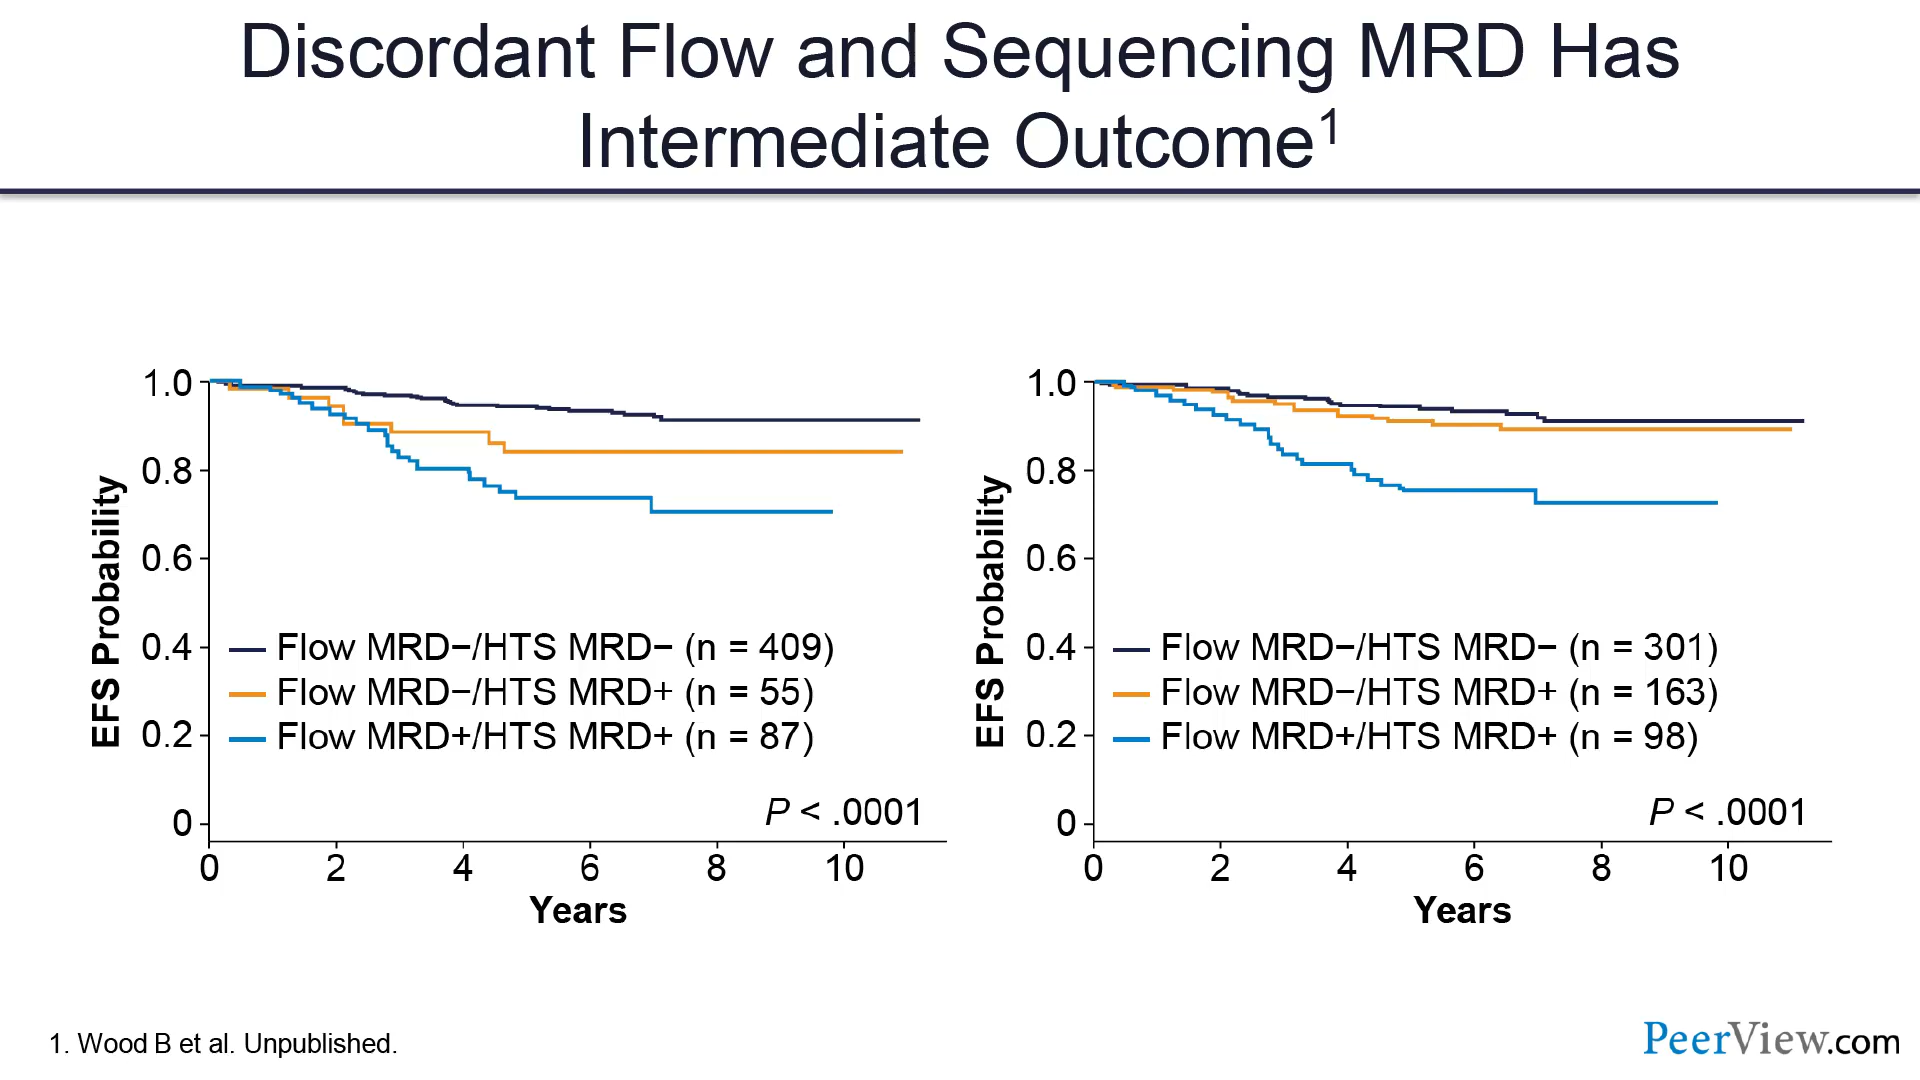 Discordant Flow and Sequencing MRD Has
Intermediate Outcome1
EFS Probability
1.0
0.8
0.6
0.4
0.2
0
Flow MRD−/HTS MRD− (n = 409)
Flow MRD−/HTS MRD+ (n = 55)
Flow MRD+/HTS MRD+ (n = 87)
P < .0001
0 2 4 6 8 10
Years
EFS Probability
1.0
0.8
0.6
0.4
0.2
0
Flow MRD−/HTS MRD− (n = 301)
Flow MRD−/HTS MRD+ (n = 163)
Flow MRD+/HTS MRD+ (n = 98)
P < .0001
0 2 4 6 8 10
Years
1. Wood B et al. Unpublished.
PeerView.com